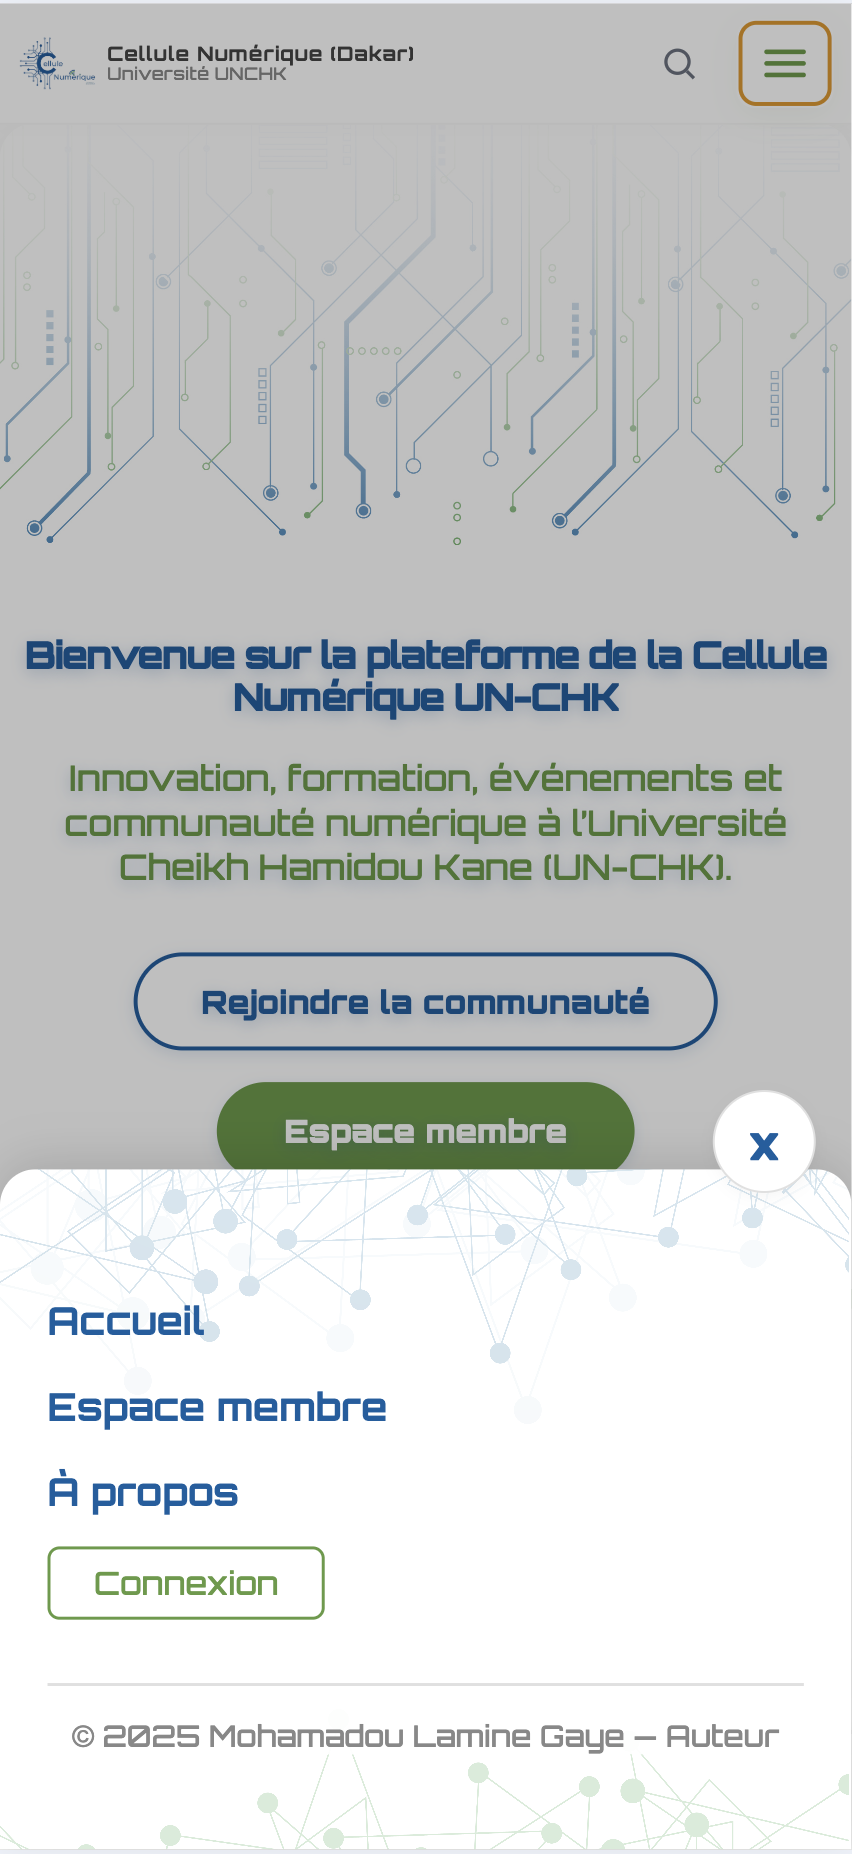 Cellule Numérique
Cellule Numérique (Dakar)
Université UNCHK
Bienvenue sur la plateforme de la Cellule
Numérique UN-CHK
Innovation, formation, événements et
communauté numérique à l'Université
Cheikh Hamidou Kane (UN-CHK).
Rejoindre la communauté
Espace membre
x
Accueil
Espace membre
À propos
Connexion
© 2025 Mohamadou Lamine Gaye — Auteur